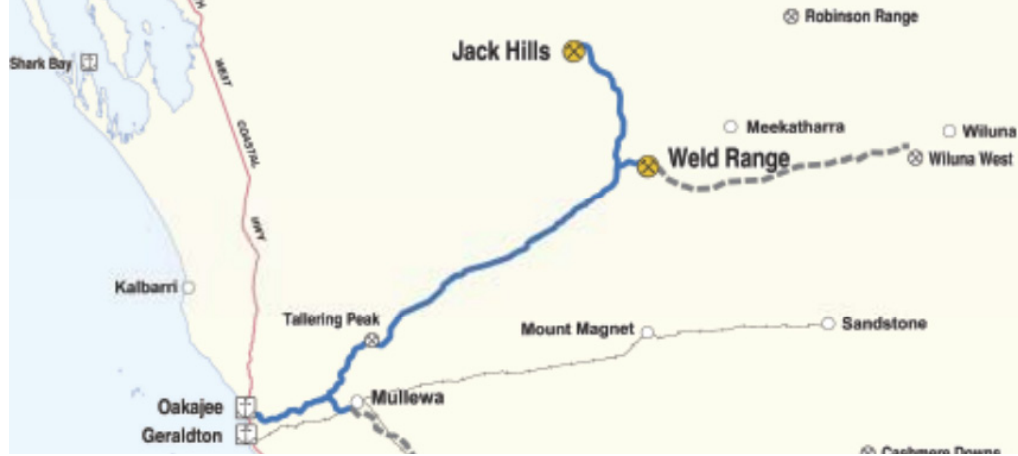 Robinson Range
Jack Hills
Shark Bay
WEST
COASTAL
HWY
Meekatharra
Wiluna
Weld Range
Wiluna West
Kalbarri
Tallering Peak
Mount Magnet
Sandstone
Oakajee
Mullewa
Geraldton
Cashmere Downs